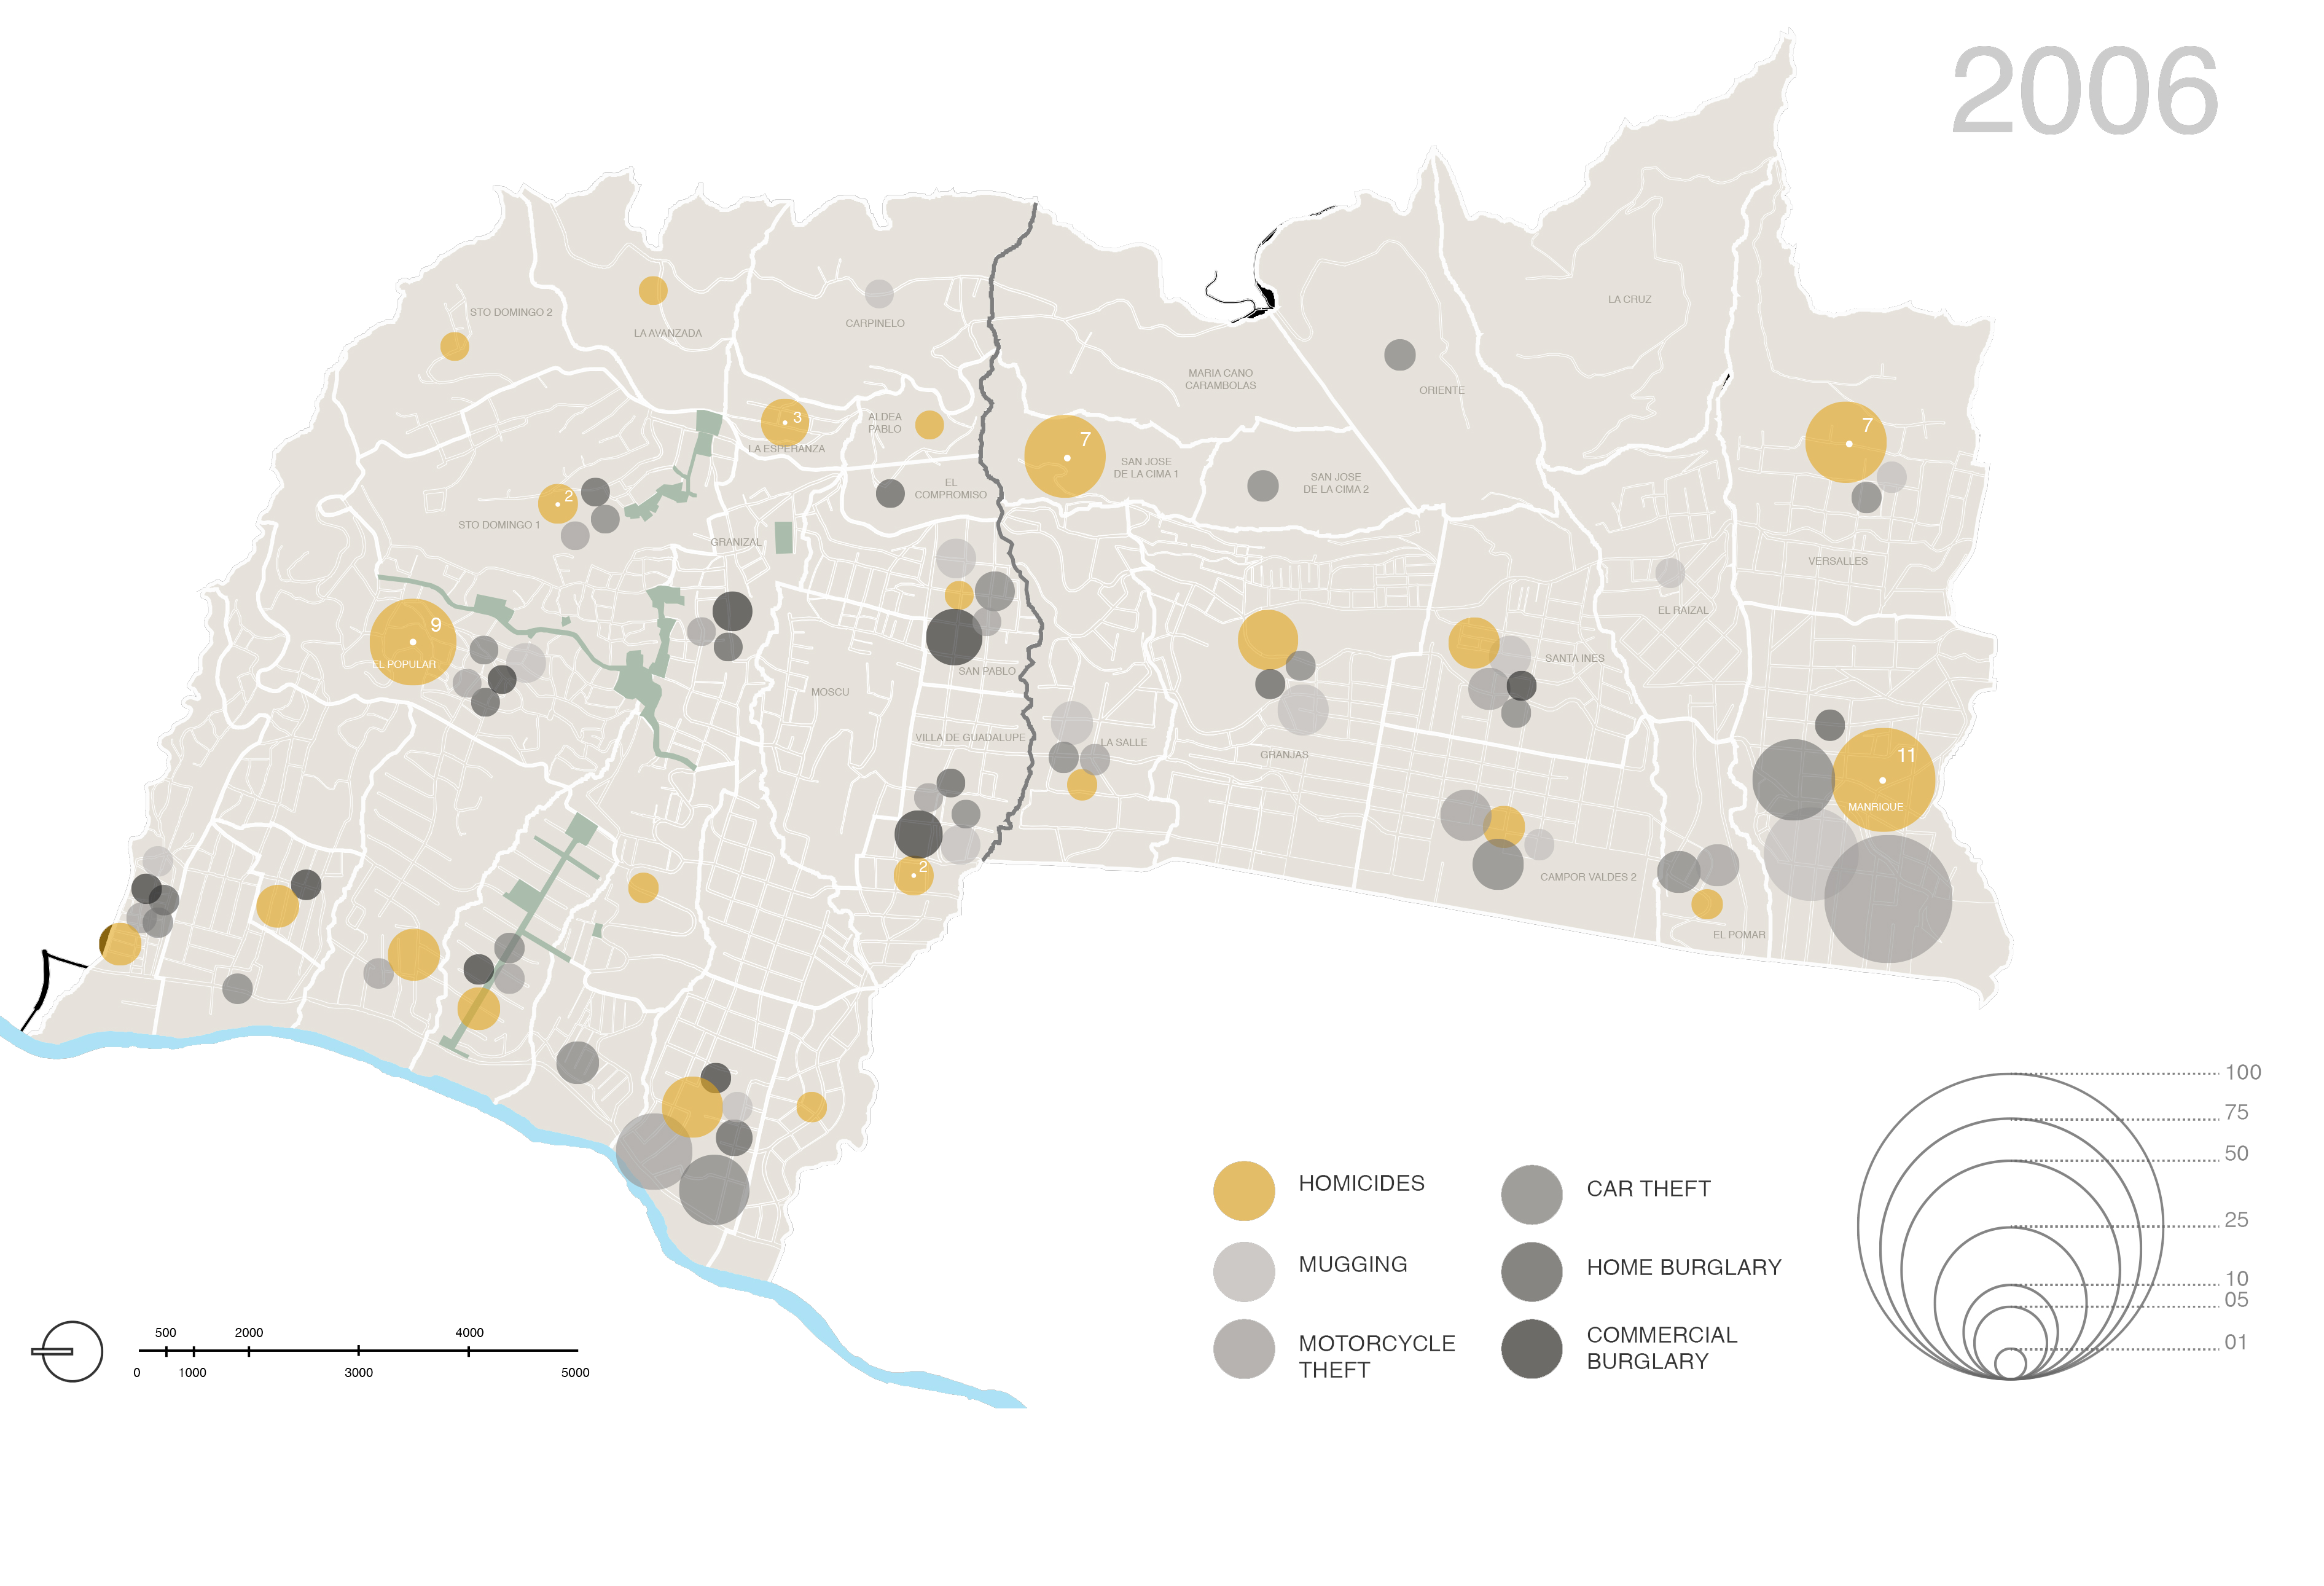 2006
STO DOMINGO 2
LA AVANZADA
CARPINELO
LA CRUZ
MARIA CANO
CARAMBOLAS
ORIENTE
3
ALDEA
PABLO
LA ESPERANZA
7
SAN JOSE
DE LA CIMA 1
SAN JOSE
DE LA CIMA 2
7
2
STO DOMINGO 1
EL
COMPROMISO
GRANIZAL
VERSALLES
EL RAIZAL
9
EL POPULAR
SAN PABLO
SANTA INES
MOSCU
VILLA DE GUADALUPE
LA SALLE
GRANJAS
11
MANRIQUE
2
CAMPOR VALDES 2
EL POMAR
HOMICIDES
MUGGING
MOTORCYCLE
THEFT
CAR THEFT
HOME BURGLARY
COMMERCIAL
BURGLARY
100
75
50
25
10
05
01
500 2000 4000
0 1000 3000 5000